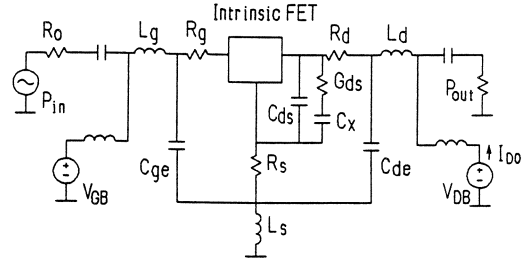 Intrinsic FET
Ro
Lg
Rg
Rd
Ld
Pin
Gds
Pout
Cds
Cx
Cge
Rs
Cde
IDO
VGB
VDB
Ls